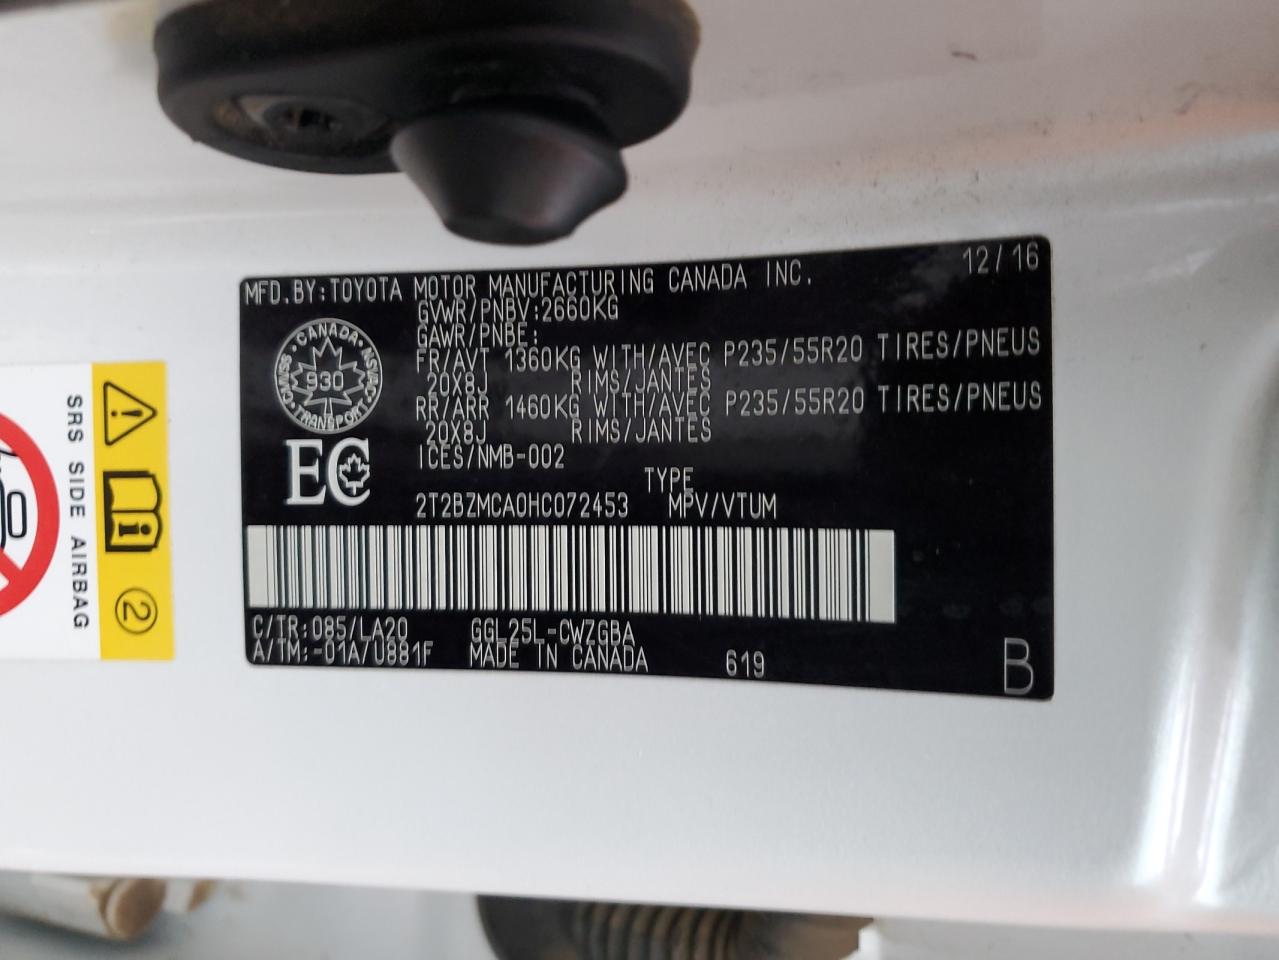 12/16
MFD.BY:TOYOTA MOTOR MANUFACTURING CANADA INC.
GVWR/PNBV:2660KG
GAWR/PNBE:
FR/AVT 1360KG WITH/AVEC P235/55R20 TIRES/PNEUS
20X8J RIMS/JANTES
RR/ARR 1460KG WITH/AVEC P235/55R20 TIRES/PNEUS
20X8J RIMS/JANTES
ICES/NMB-002
TYPE
2T2BZMCA0HC072453 MPV/VTUM
C/TR:085/LA20 GGL25L-CWZGBA
A/TM:-01A/U881F MADE IN CANADA 619
B
CANADA
NSVAC
TRANSPORT
CMVSS
930
EC
SRS SIDE AIRBAG
2